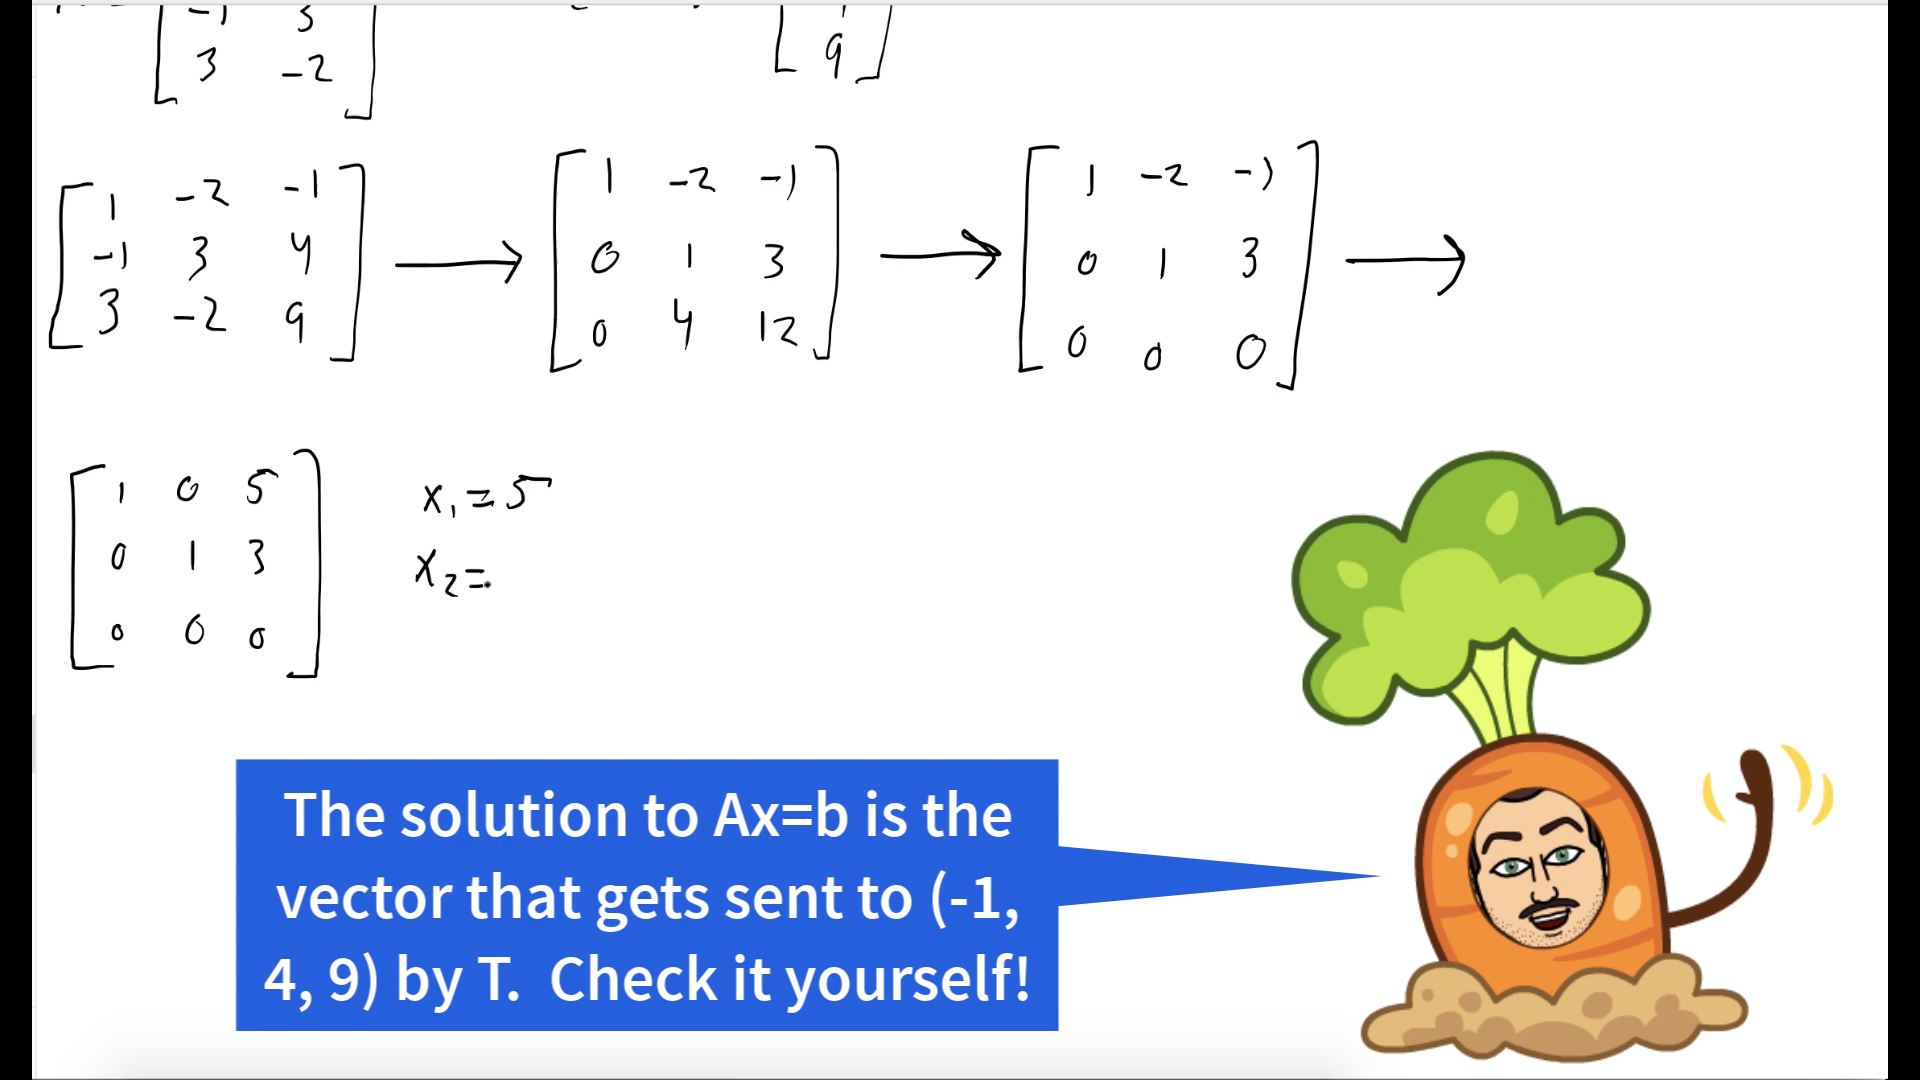 -1 3
3 -2
9
1 -2 -1
-1 3 4
3 -2 9
1 -2 -1
0 1 3
0 4 12
1 -2 -1
0 1 3
0 0 0
1 0 5
0 1 3
0 0 0
x₁ = 5
x₂ =
The solution to Ax=b is the
vector that gets sent to (-1,
4, 9) by T. Check it yourself!